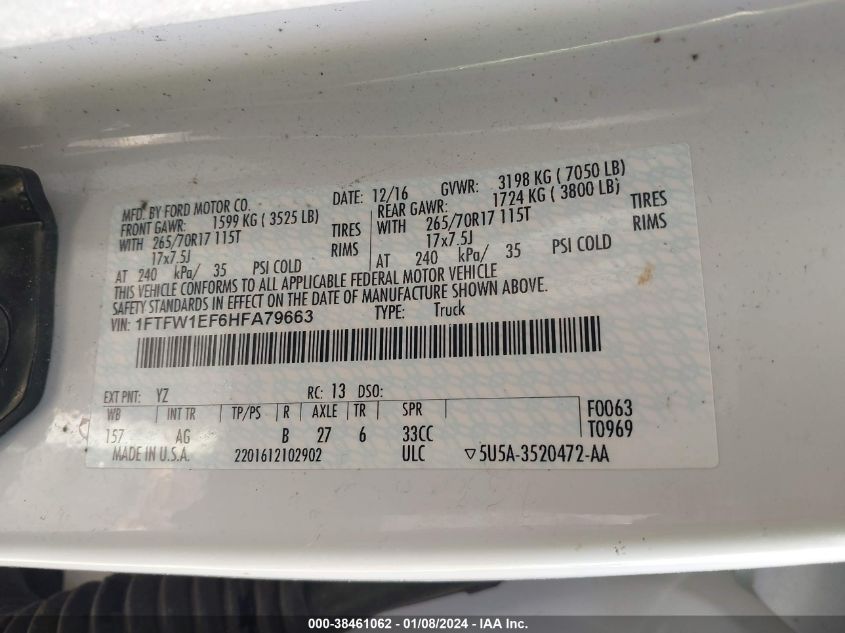 MFD. BY FORD MOTOR CO. DATE: 12/16 GVWR: 3198 KG ( 7050 LB)
FRONT GAWR: 1599 KG ( 3525 LB) REAR GAWR: 1724 KG ( 3800 LB)
WITH 265/70R17 115T TIRES WITH 265/70R17 115T TIRES
17x7.5J RIMS 17x7.5J RIMS
AT 240 kPa/ 35 PSI COLD AT 240 kPa/ 35 PSI COLD
THIS VEHICLE CONFORMS TO ALL APPLICABLE FEDERAL MOTOR VEHICLE
SAFETY STANDARDS IN EFFECT ON THE DATE OF MANUFACTURE SHOWN ABOVE.
VIN: 1FTFW1EF6HFA79663 TYPE: Truck
EXT PNT: YZ RC: 13 DSO:
WB INT TR TP/PS R AXLE TR SPR F0063
157 AG B 27 6 33CC T0969
MADE IN U.S.A. 2201612102902 ULC ▽5U5A-3520472-AA
000-38461062 - 01/08/2024 - IAA Inc.